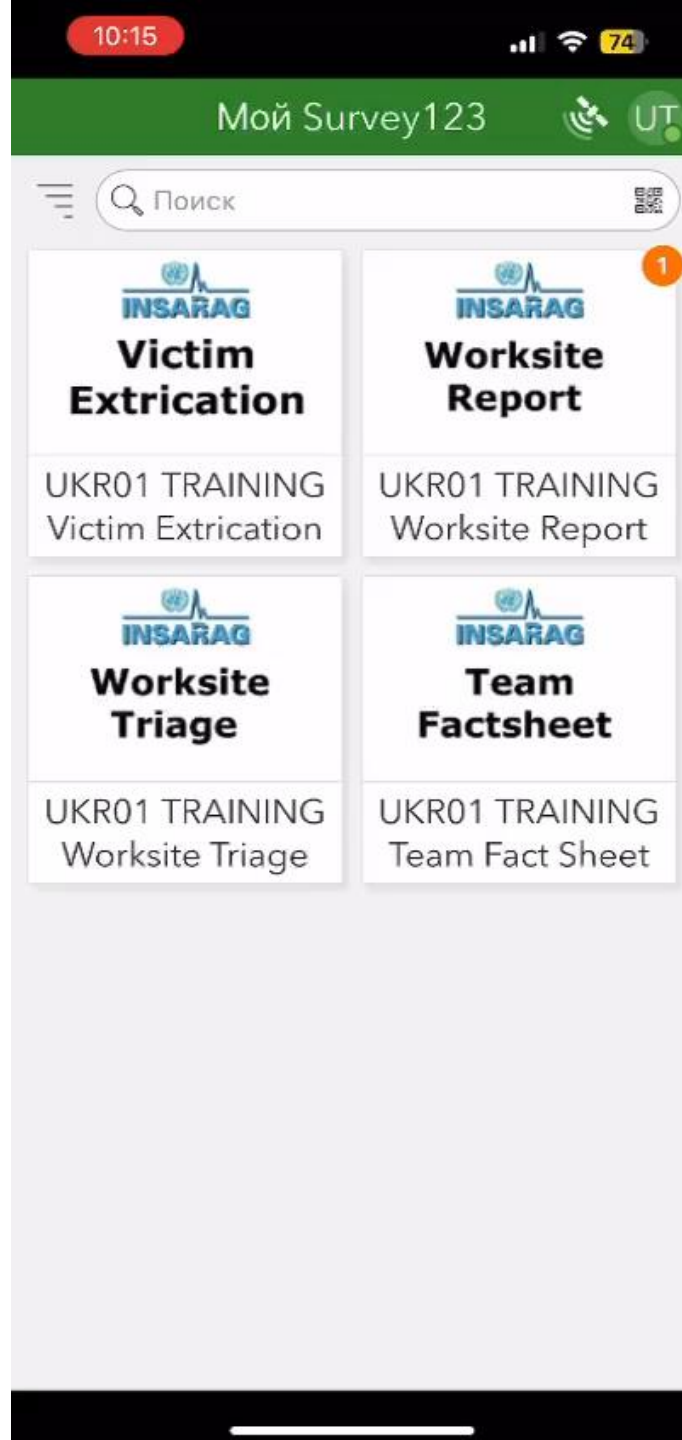 10:15
74
Мой Survey123
UT
Поиск
1
INSARAG
Victim
Extrication
UKR01 TRAINING
Victim Extrication
INSARAG
Worksite
Report
UKR01 TRAINING
Worksite Report
INSARAG
Worksite
Triage
UKR01 TRAINING
Worksite Triage
INSARAG
Team
Factsheet
UKR01 TRAINING
Team Fact Sheet